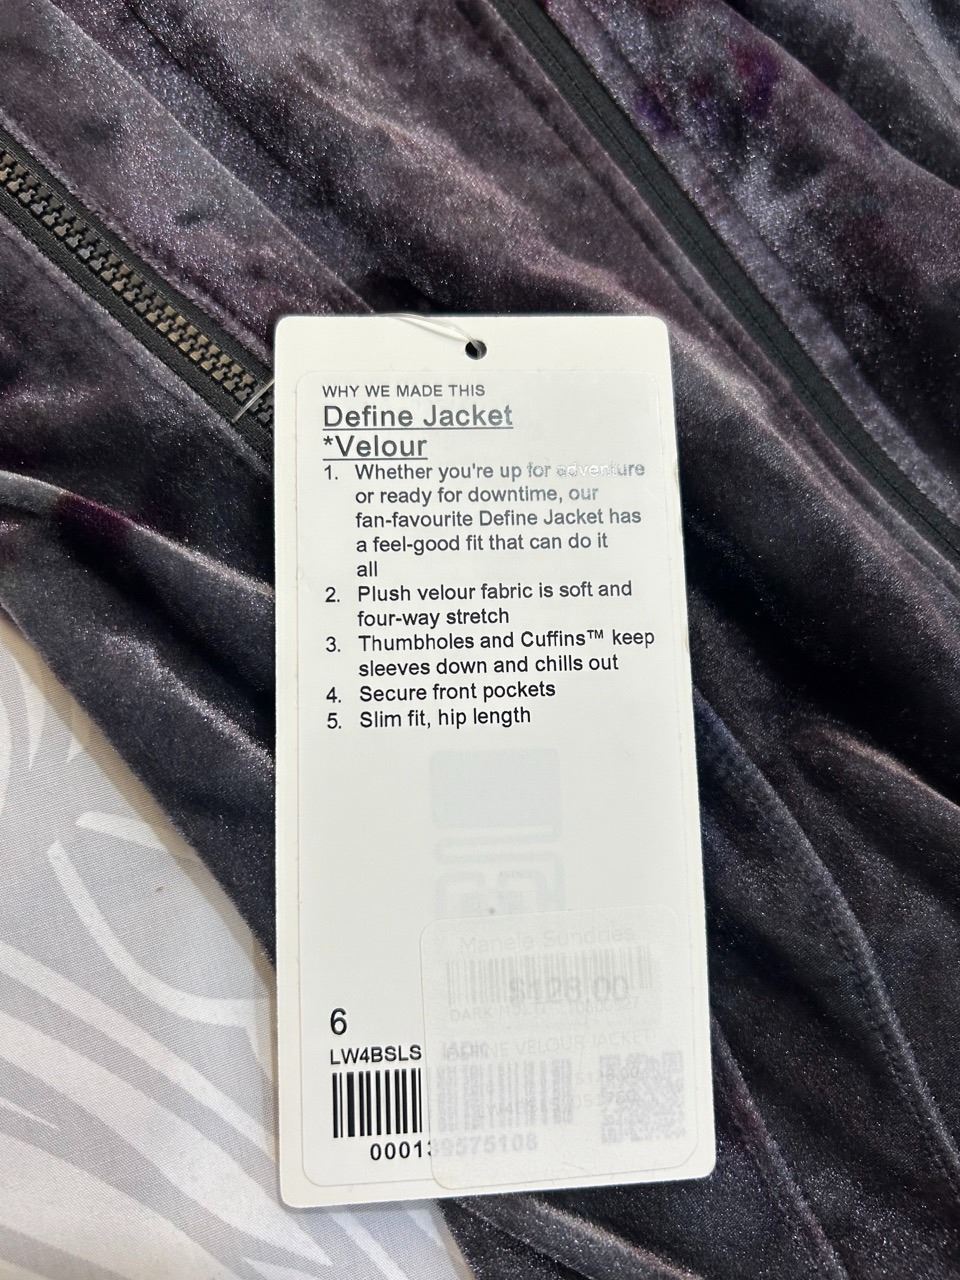 WHY WE MADE THIS
Define Jacket
*Velour
1. Whether you're up for adventure
or ready for downtime, our
fan-favourite Define Jacket has
a feel-good fit that can do it
all
2. Plush velour fabric is soft and
four-way stretch
3. Thumbholes and Cuffins™ keep
sleeves down and chills out
4. Secure front pockets
5. Slim fit, hip length
$128.00
6
LW4BSLS
VELOUR JACKET
000139575108